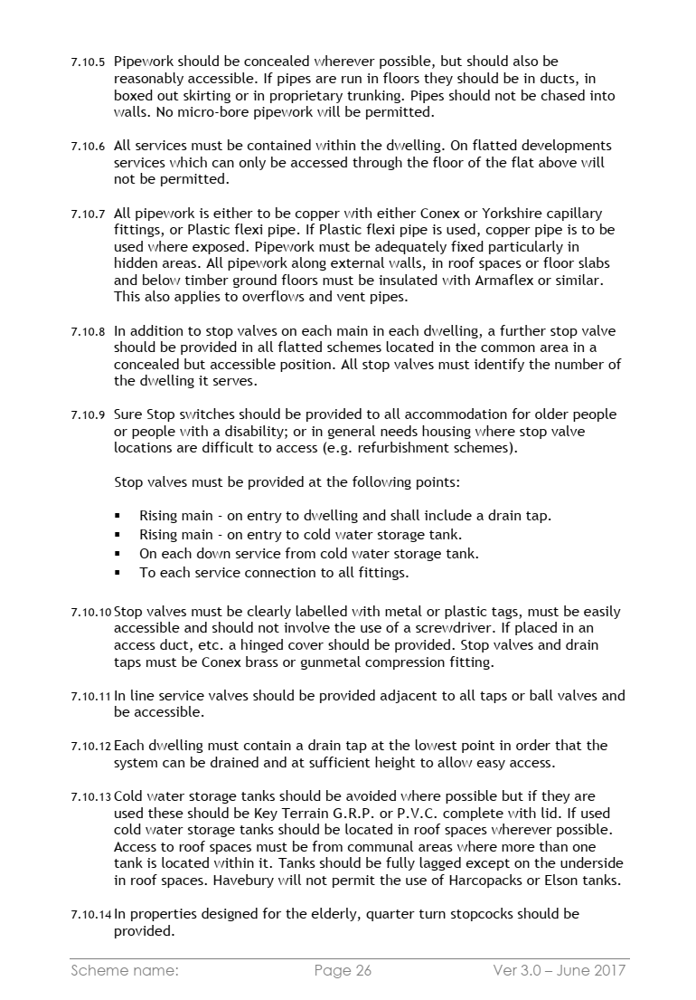 7.10.5 Pipework should be concealed wherever possible, but should also be
reasonably accessible. If pipes are run in floors they should be in ducts, in
boxed out skirting or in proprietary trunking. Pipes should not be chased into
walls. No micro-bore pipework will be permitted.
7.10.6 All services must be contained within the dwelling. On flatted developments
services which can only be accessed through the floor of the flat above will
not be permitted.
7.10.7 All pipework is either to be copper with either Conex or Yorkshire capillary
fittings, or Plastic flexi pipe. If Plastic flexi pipe is used, copper pipe is to be
used where exposed. Pipework must be adequately fixed particularly in
hidden areas. All pipework along external walls, in roof spaces or floor slabs
and below timber ground floors must be insulated with Armaflex or similar.
This also applies to overflows and vent pipes.
7.10.8 In addition to stop valves on each main in each dwelling, a further stop valve
should be provided in all flatted schemes located in the common area in a
concealed but accessible position. All stop valves must identify the number of
the dwelling it serves.
7.10.9 Sure Stop switches should be provided to all accommodation for older people
or people with a disability; or in general needs housing where stop valve
locations are difficult to access (e.g. refurbishment schemes).
Stop valves must be provided at the following points:
▪ Rising main - on entry to dwelling and shall include a drain tap.
▪ Rising main - on entry to cold water storage tank.
▪ On each down service from cold water storage tank.
▪ To each service connection to all fittings.
7.10.10 Stop valves must be clearly labelled with metal or plastic tags, must be easily
accessible and should not involve the use of a screwdriver. If placed in an
access duct, etc. a hinged cover should be provided. Stop valves and drain
taps must be Conex brass or gunmetal compression fitting.
7.10.11 In line service valves should be provided adjacent to all taps or ball valves and
be accessible.
7.10.12 Each dwelling must contain a drain tap at the lowest point in order that the
system can be drained and at sufficient height to allow easy access.
7.10.13 Cold water storage tanks should be avoided where possible but if they are
used these should be Key Terrain G.R.P. or P.V.C. complete with lid. If used
cold water storage tanks should be located in roof spaces wherever possible.
Access to roof spaces must be from communal areas where more than one
tank is located within it. Tanks should be fully lagged except on the underside
in roof spaces. Havebury will not permit the use of Harcopacks or Elson tanks.
7.10.14 In properties designed for the elderly, quarter turn stopcocks should be
provided.
Scheme name: Page 26 Ver 3.0 – June 2017